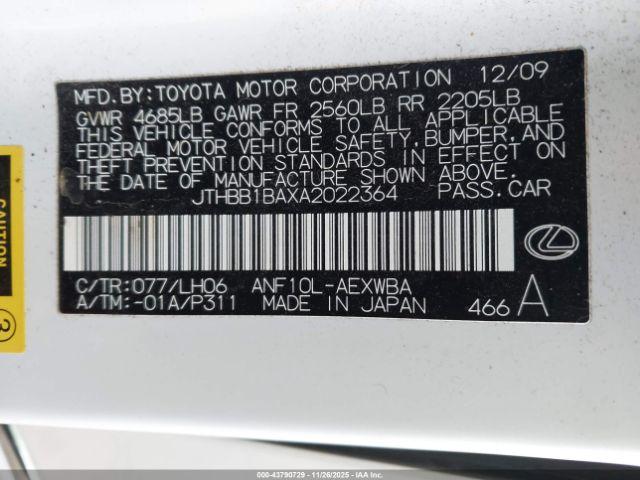 MFD. BY: TOYOTA MOTOR CORPORATION 12/09
GVWR 4685LB GAWR FR 2560LB RR 2205LB
THIS VEHICLE CONFORMS TO ALL APPLICABLE
FEDERAL MOTOR VEHICLE SAFETY, BUMPER, AND
THEFT PREVENTION STANDARDS IN EFFECT ON
THE DATE OF MANUFACTURE SHOWN ABOVE.
JTHBB1BAXA2022364 PASS. CAR
C/TR: 077/LH06 ANF10L-AEXWBA
A/TM: -01A/P311 MADE IN JAPAN 466 A
CAUTION
3
000-43790729 - 11/26/2025 - IAAI.COM